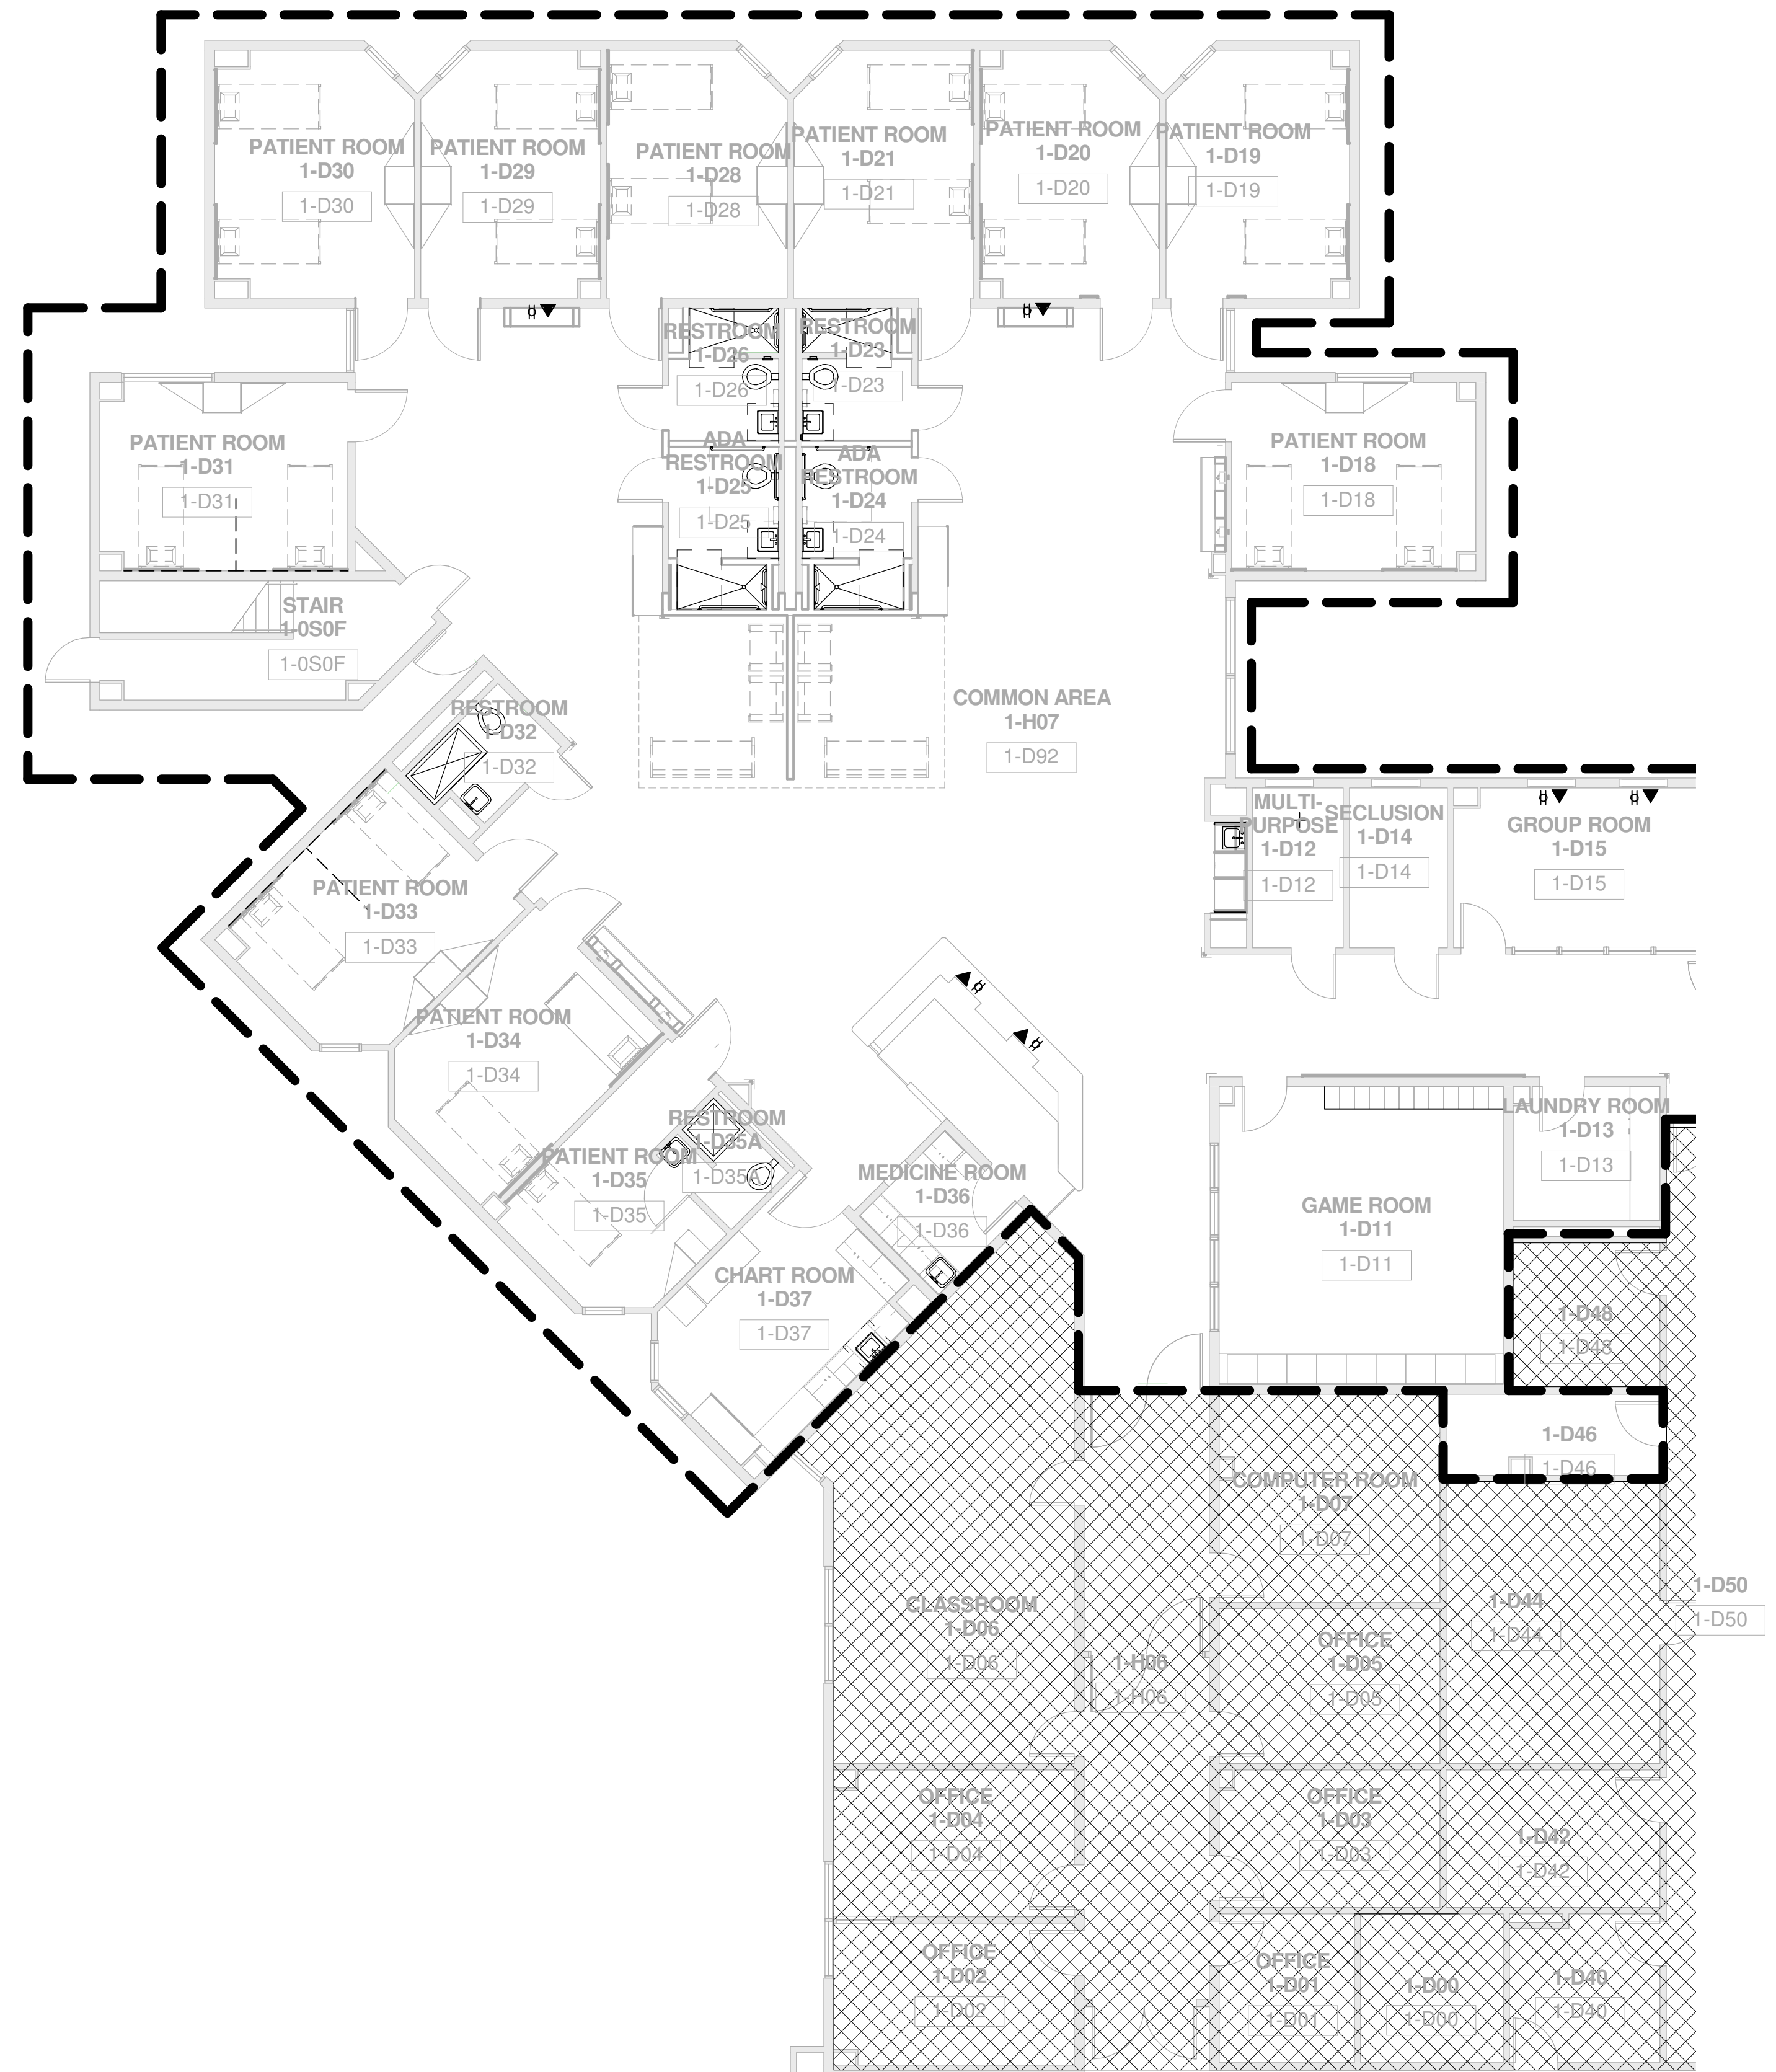 PATIENT ROOM
1-D30
1-D30
PATIENT ROOM
1-D29
1-D29
PATIENT ROOM
1-D28
1-D28
PATIENT ROOM
1-D21
1-D21
PATIENT ROOM
1-D20
1-D20
PATIENT ROOM
1-D19
1-D19
RESTROOM
1-D26
1-D26
RESTROOM
1-D23
1-D23
PATIENT ROOM
1-D31
1-D31
ADA
RESTROOM
1-D25
1-D25
ADA
RESTROOM
1-D24
1-D24
PATIENT ROOM
1-D18
1-D18
STAIR
1-0S0F
1-0S0F
RESTROOM
1-D32
1-D32
COMMON AREA
1-H07
1-D92
MULTI-
PURPOSE
1-D12
1-D12
SECLUSION
1-D14
1-D14
GROUP ROOM
1-D15
1-D15
PATIENT ROOM
1-D33
1-D33
PATIENT ROOM
1-D34
1-D34
RESTROOM
1-D35A
1-D35A
PATIENT ROOM
1-D35
1-D35
MEDICINE ROOM
1-D36
1-D36
LAUNDRY ROOM
1-D13
1-D13
GAME ROOM
1-D11
1-D11
CHART ROOM
1-D37
1-D37
1-D48
1-D48
1-D46
1-D46
COMPUTER ROOM
1-D07
1-D07
CLASSROOM
1-D06
1-D06
1-H06
1-H06
OFFICE
1-D05
1-D05
1-D44
1-D44
1-D50
1-D50
OFFICE
1-D04
1-D04
OFFICE
1-D03
1-D03
1-D42
1-D42
OFFICE
1-D02
1-D02
OFFICE
1-D01
1-D01
1-D00
1-D00
1-D40
1-D40